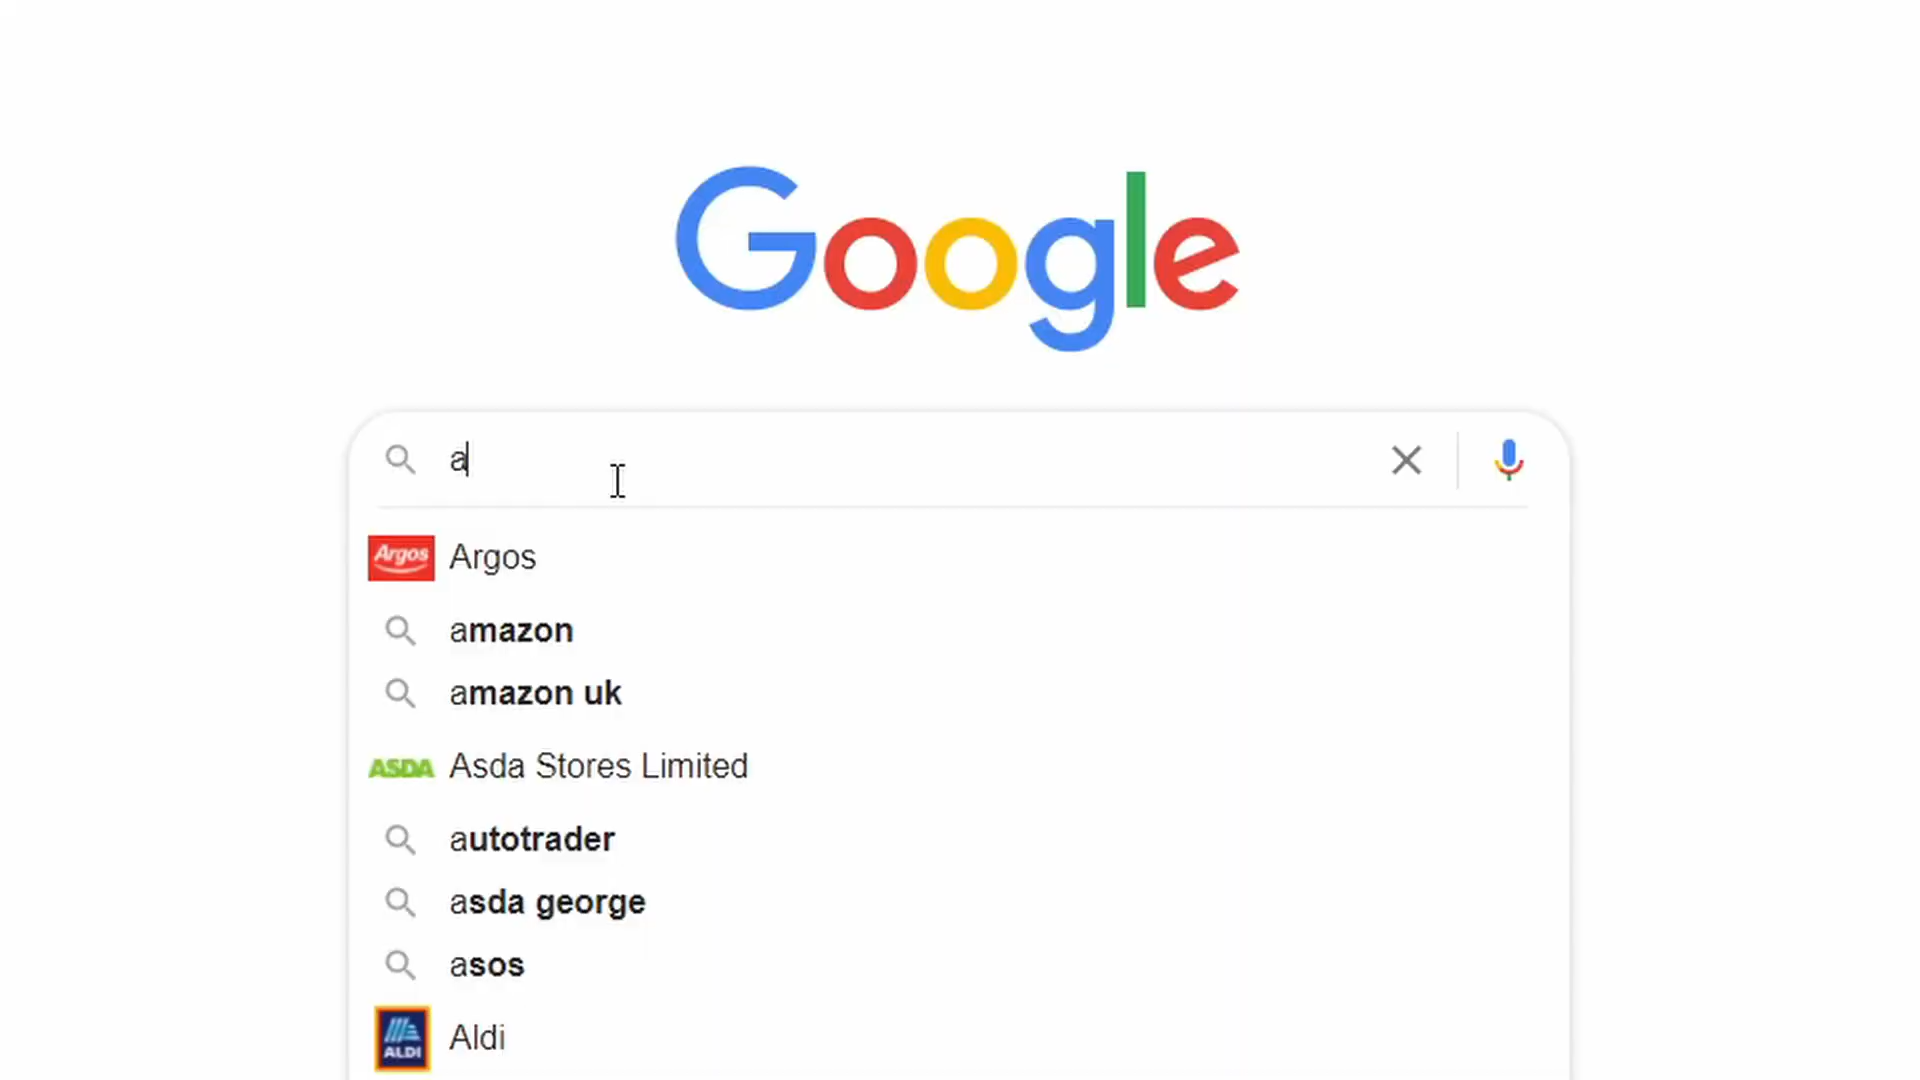 Google
a
Argos Argos
amazon
amazon uk
ASDA Asda Stores Limited
autotrader
asda george
asos
ALDI Aldi